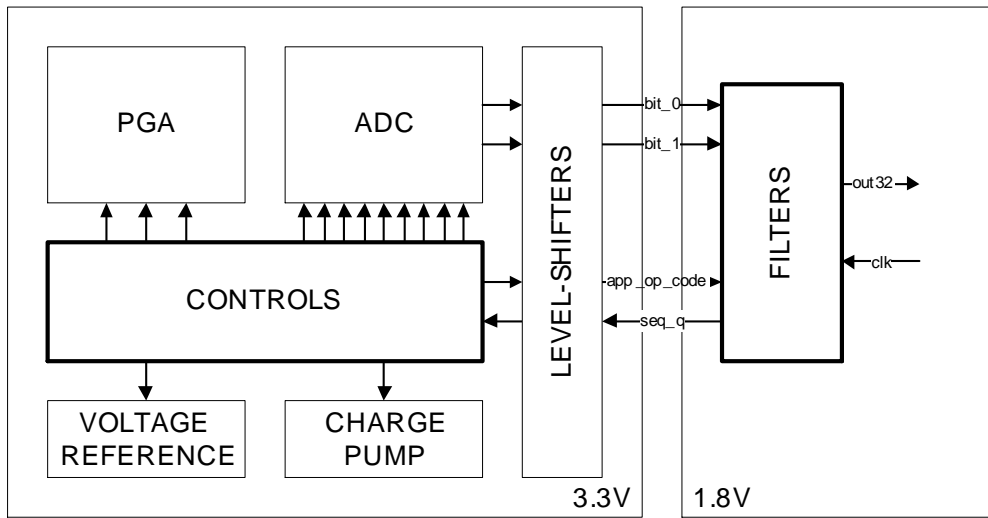 PGA
ADC
LEVEL-SHIFTERS
bit_0
bit_1
FILTERS
out32
clk
CONTROLS
app_op_code
seq_q
VOLTAGE
REFERENCE
CHARGE
PUMP
3.3V
1.8V